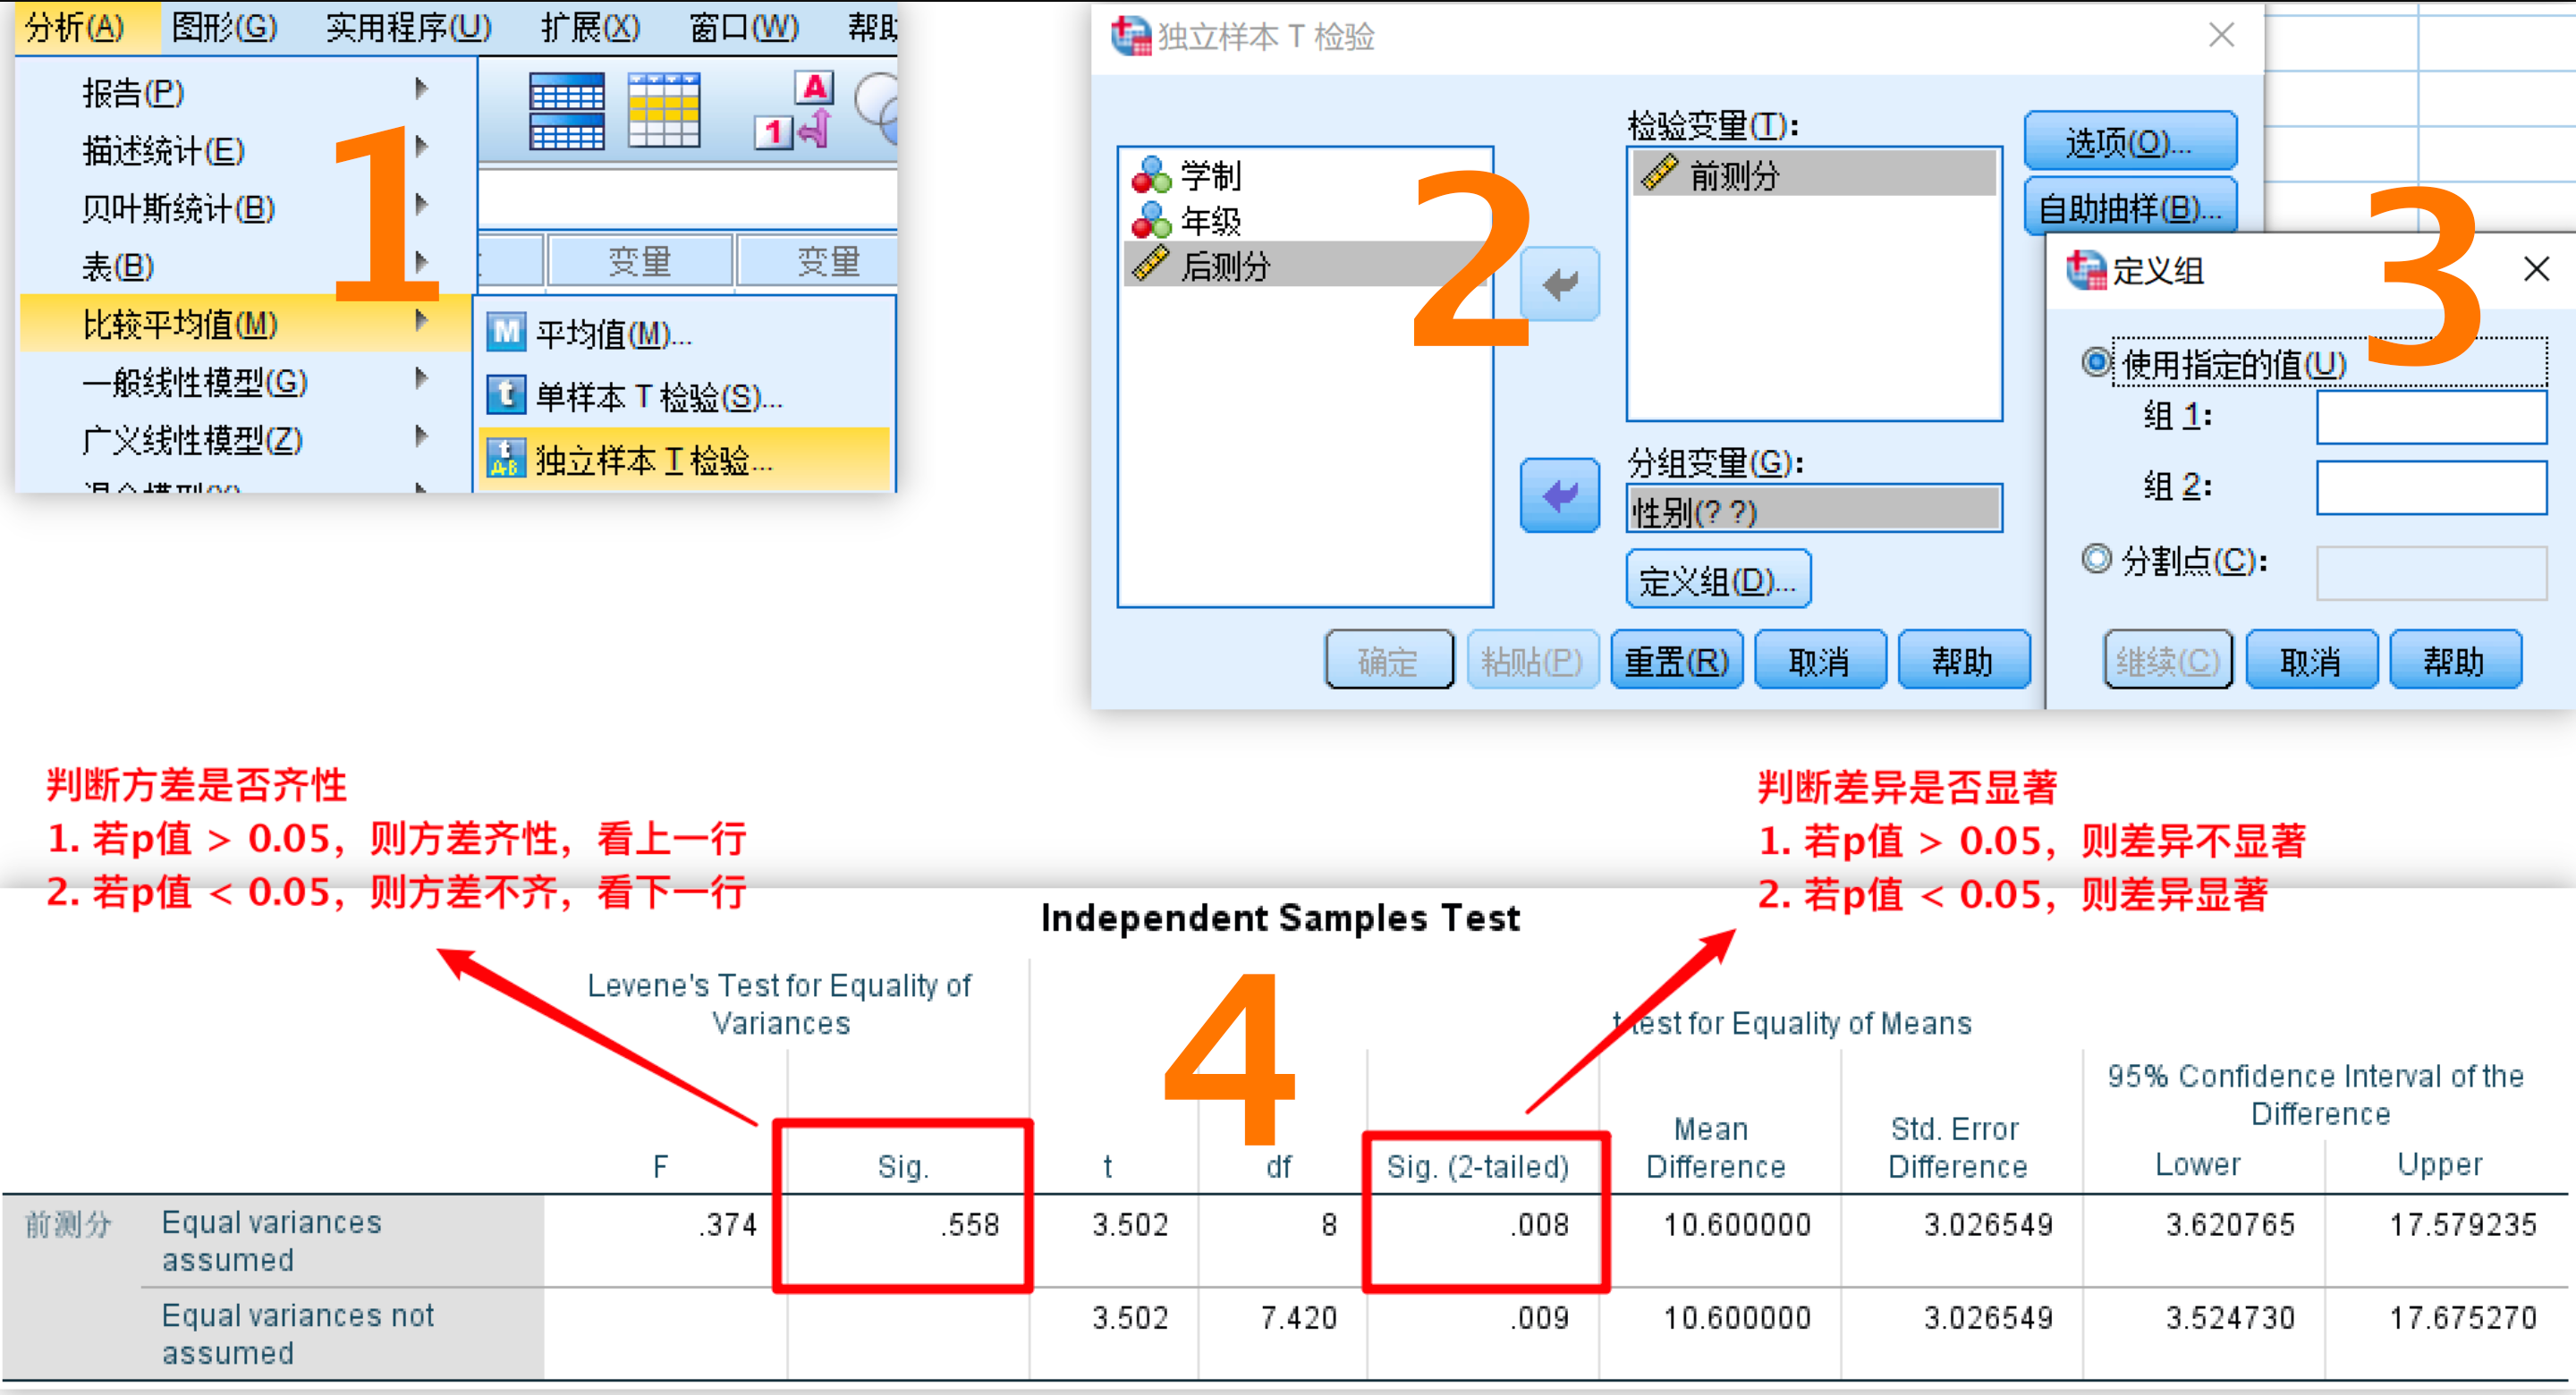 分析(A) 图形(G) 实用程序(U) 扩展(X) 窗口(W)
报告(P)
描述统计(E)
贝叶斯统计(B)
表(B)
比较平均值(M)
一般线性模型(G)
广义线性模型(Z)
变量 变量
平均值(M)...
单样本 T 检验(S)...
独立样本 T 检验...
1
独立样本 T 检验
学制
年级
后测分
检验变量(T):
前测分
分组变量(G):
性别(? ?)
定义组(D)...
选项(O)...
自助抽样(B)...
确定 粘贴(P) 重置(R) 取消 帮助
2
定义组
使用指定的值(U)
组 1:
组 2:
分割点(C):
继续(C) 取消 帮助
3
判断方差是否齐性
1. 若p值 > 0.05，则方差齐性，看上一行
2. 若p值 < 0.05，则方差不齐，看下一行
判断差异是否显著
1. 若p值 > 0.05，则差异不显著
2. 若p值 < 0.05，则差异显著
Independent Samples Test
4
Levene's Test for Equality of
Variances
t-test for Equality of Means
95% Confidence Interval of the
Difference
F Sig. t df Sig. (2-tailed) Mean Difference Std. Error Difference Lower Upper
前测分 Equal variances assumed .374 .558 3.502 8 .008 10.600000 3.026549 3.620765 17.579235
Equal variances not assumed 3.502 7.420 .009 10.600000 3.026549 3.524730 17.675270